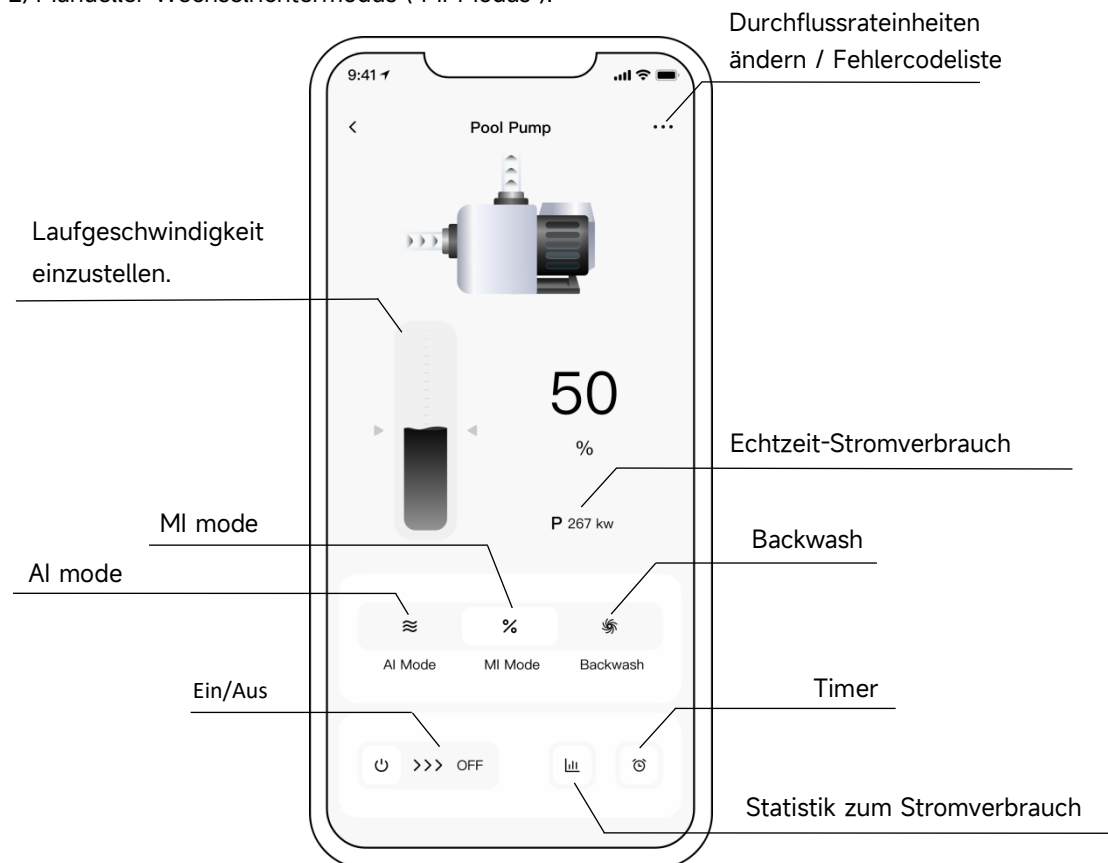 2) Manueller Wechselrichtermodus ( MI Modus ):
Durchflussrateinheiten
ändern / Fehlercodeliste
9:41
Pool Pump
Laufgeschwindigkeit
einzustellen.
50
%
Echtzeit-Stromverbrauch
P 267 kw
MI mode
Backwash
AI mode
AI Mode
MI Mode
Backwash
Ein/Aus
Timer
>>> OFF
Statistik zum Stromverbrauch